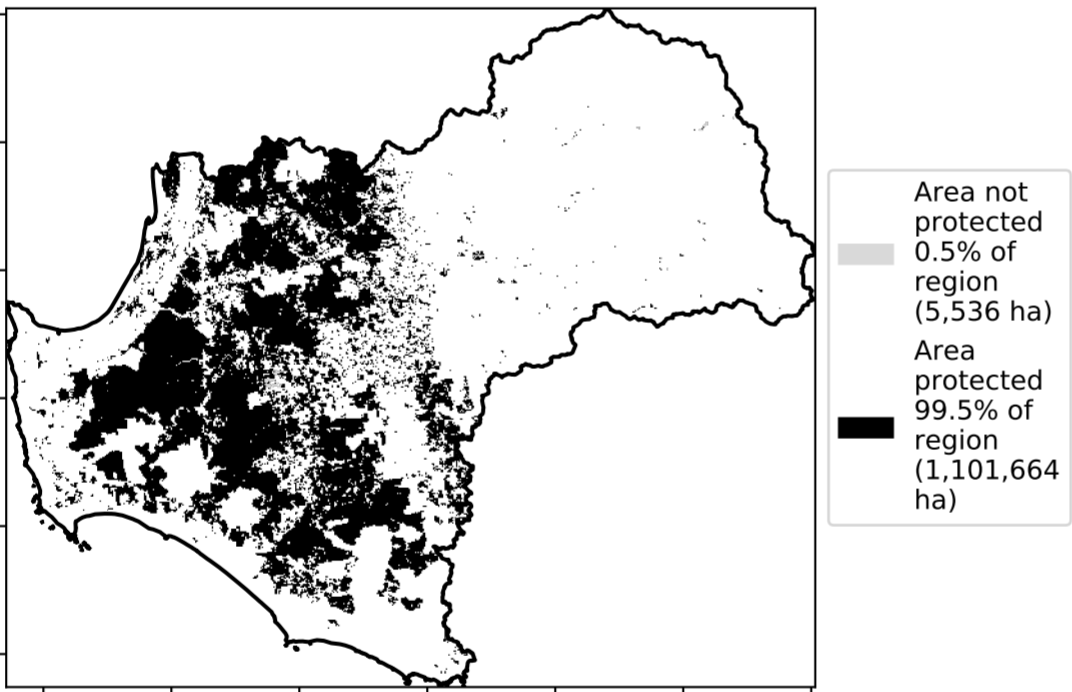 Area not
protected
0.5% of
region
(5,536 ha)
Area
protected
99.5% of
region
(1,101,664
ha)